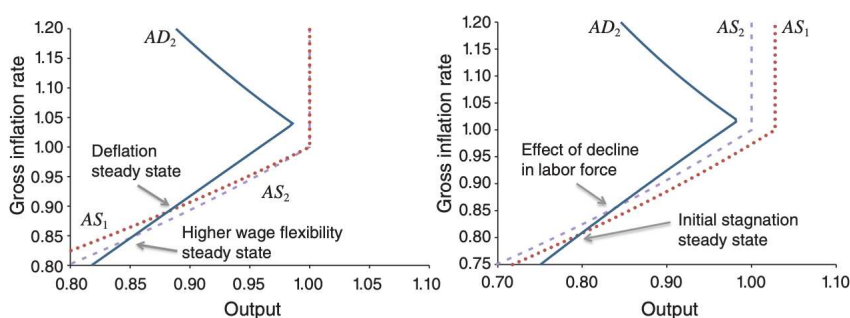 Gross inflation rate
1.20
1.15
1.10
1.05
1.00
0.95
0.90
0.85
0.80
AD2
Deflation
steady state
AS1
AS2
Higher wage flexibility
steady state
0.80 0.85 0.90 0.95 1.00 1.05 1.10
Output
Gross inflation rate
1.20
1.15
1.10
1.10
1.05
1.00
0.95
0.90
0.85
0.80
0.75
AD2
AS2
AS1
Effect of decline
in labor force
Initial stagnation
steady state
0.70 0.80 0.90 1.00 1.10
Output